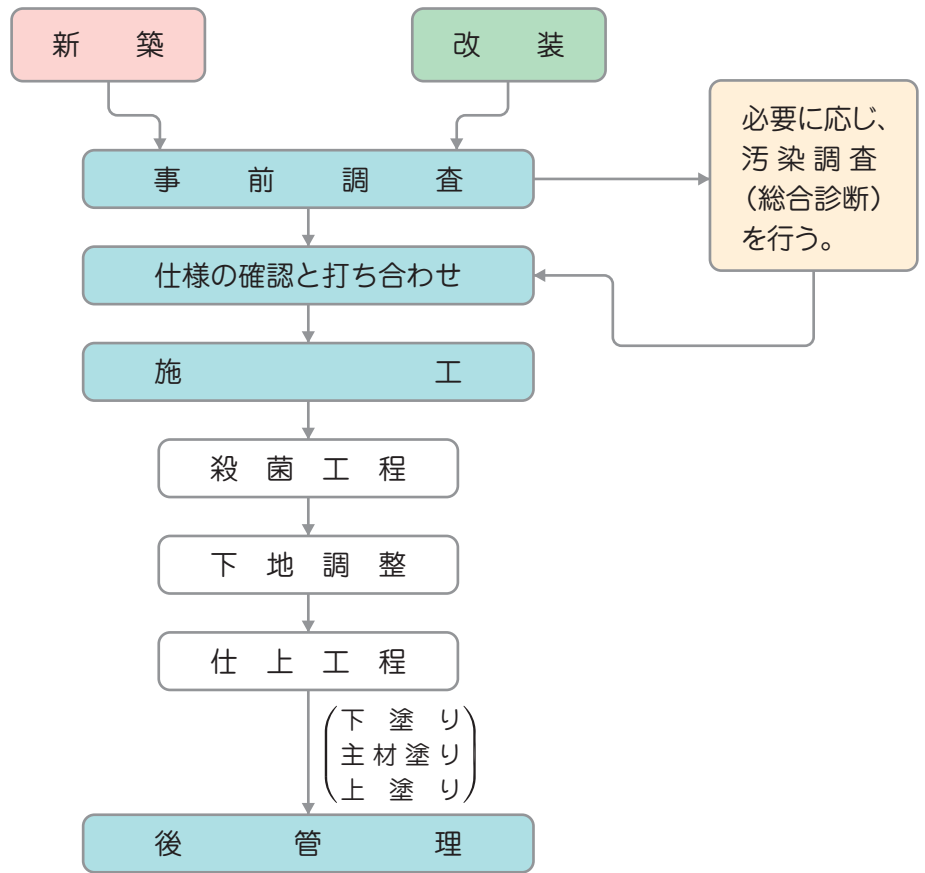 新築
改装
事前調査
必要に応じ、
汚染調査
（総合診断）
を行う。
仕様の確認と打ち合わせ
施工
殺菌工程
下地調整
仕上工程
（下塗り
主材塗り
上塗り）
後管理